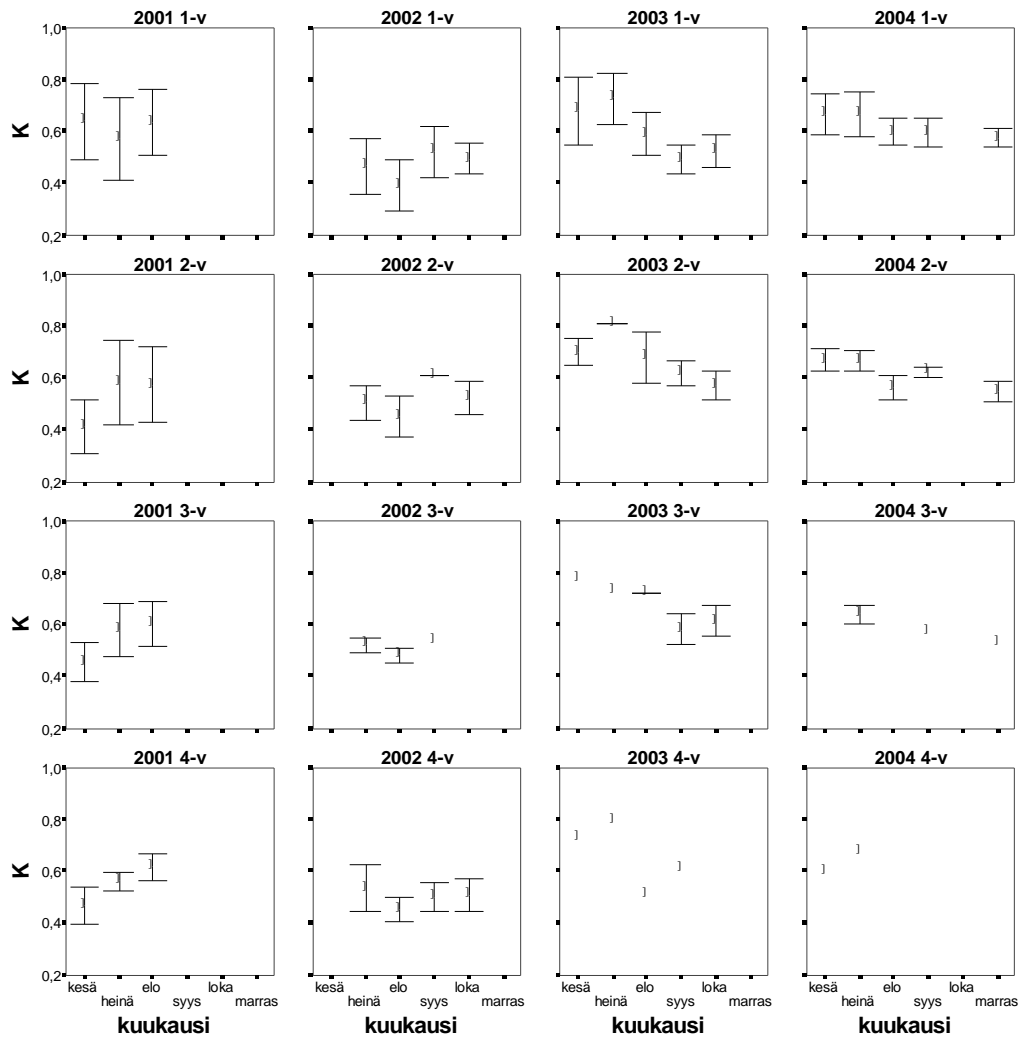 2001 1-v 2002 1-v 2003 1-v 2004 1-v
1,0
0,8
K
0,6
0,4
0,2
2001 2-v 2002 2-v 2003 2-v 2004 2-v
1,0
0,8
K
0,6
0,4
0,2
2001 3-v 2002 3-v 2003 3-v 2004 3-v
1,0
0,8
K
0,6
0,4
0,2
2001 4-v 2002 4-v 2003 4-v 2004 4-v
1,0
0,8
K
0,6
0,4
0,2
kesä elo loka kesä elo loka kesä elo loka kesä elo loka
heinä syys marras heinä syys marras heinä syys marras heinä syys marras
kuukausi kuukausi kuukausi kuukausi